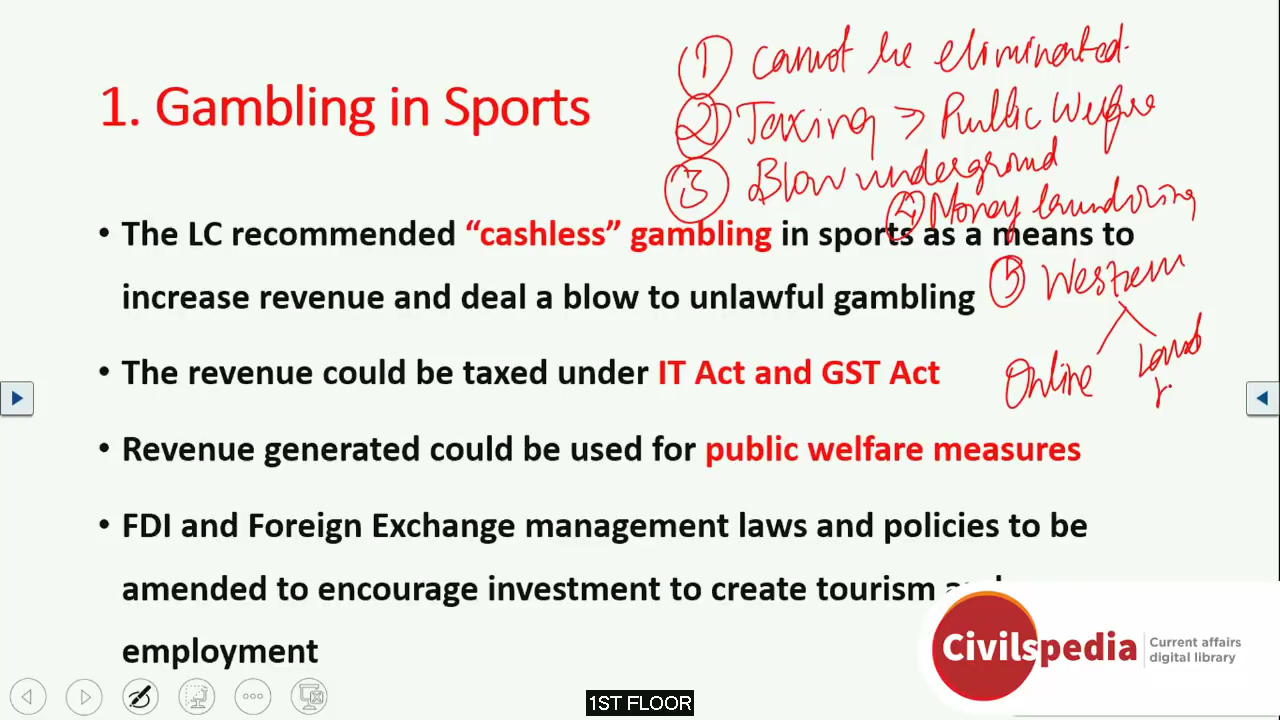 ① Cannot be eliminated.
1. Gambling in Sports
② Taxing > Public Welfare
③ Blow underground
④ Money laundering
• The LC recommended “cashless” gambling in sports as a means to
increase revenue and deal a blow to unlawful gambling
⑤ Western
• The revenue could be taxed under IT Act and GST Act
Online
• Revenue generated could be used for public welfare measures
• FDI and Foreign Exchange management laws and policies to be
amended to encourage investment to create tourism
employment
Civilspedia
Current affairs
digital library
1ST FLOOR